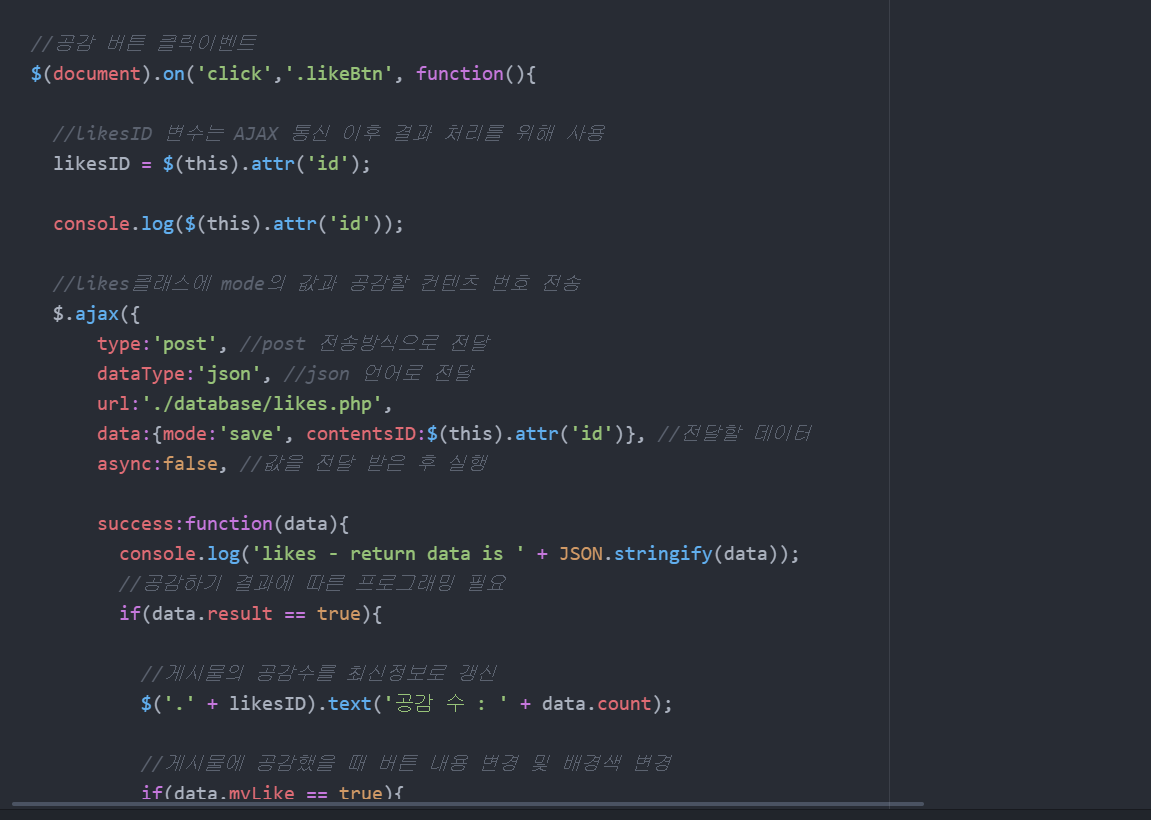 //공감 버튼 클릭이벤트
$(document).on('click','.likeBtn', function(){
//likesID 변수는 AJAX 통신 이후 결과 처리를 위해 사용
likesID = $(this).attr('id');
console.log($(this).attr('id'));
//likes클래스에 mode의 값과 공감할 컨텐츠 번호 전송
$.ajax({
type:'post', //post 전송방식으로 전달
dataType:'json', //json 언어로 전달
url:'./database/likes.php',
data:{mode:'save', contentsID:$(this).attr('id')}, //전달할 데이터
async:false, //값을 전달 받은 후 실행
success:function(data){
console.log('likes - return data is ' + JSON.stringify(data));
//공감하기 결과에 따른 프로그래밍 필요
if(data.result == true){
//게시물의 공감수를 최신정보로 갱신
$('.' + likesID).text('공감 수 : ' + data.count);
//게시물에 공감했을 때 버튼 내용 변경 및 배경색 변경
if(data.myLike == true){